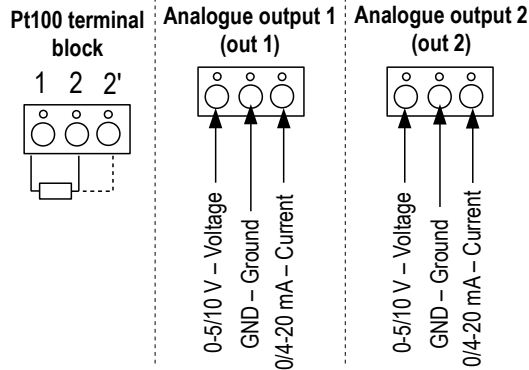 Pt100 terminal
block
1 2 2'
Analogue output 1
(out 1)
0-5/10 V – Voltage
GND – Ground
0/4-20 mA – Current
Analogue output 2
(out 2)
0-5/10 V – Voltage
GND – Ground
0/4-20 mA – Current